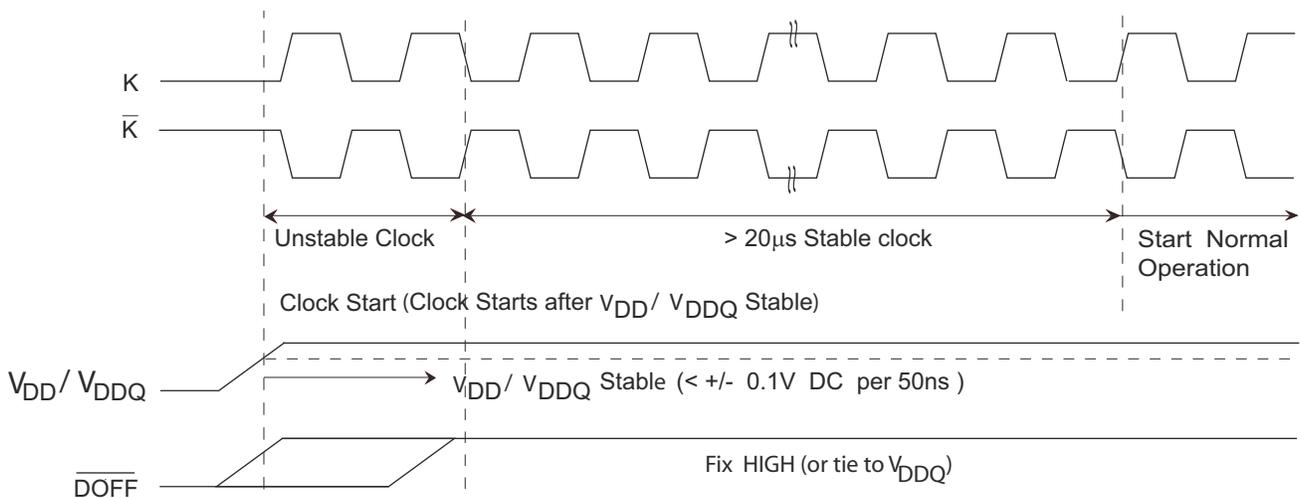 K
K̅
Unstable Clock
> 20μs Stable clock
Start Normal
Operation
Clock Start (Clock Starts after VDD / VDDQ Stable)
VDD / VDDQ
VDD / VDDQ Stable (< +/- 0.1V DC per 50ns )
D̅O̅F̅F̅
Fix HIGH (or tie to VDDQ)